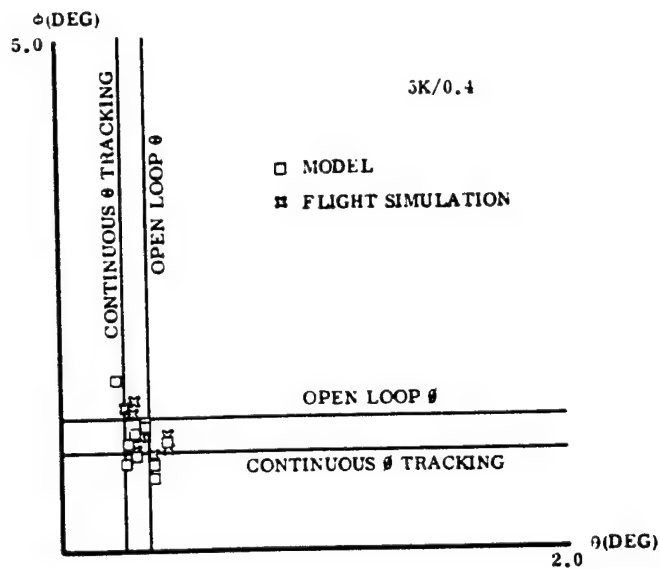 Φ(DEG)
5.0
5K/0.4
CONTINUOUS θ TRACKING
OPEN LOOP θ
MODEL
FLIGHT SIMULATION
OPEN LOOP ø
CONTINUOUS ø TRACKING
θ(DEG)
2.0